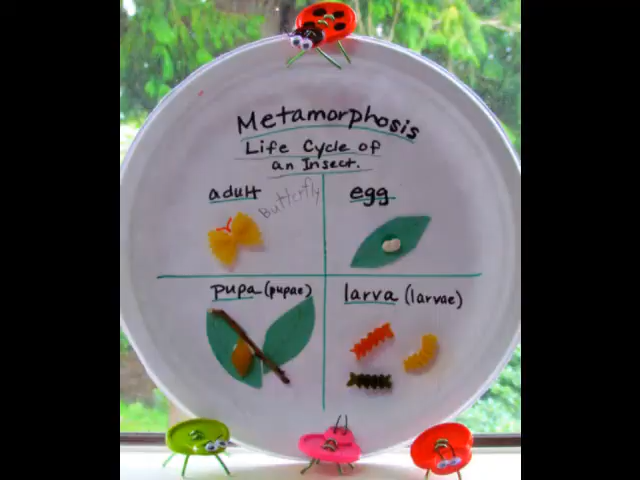 Metamorphosis
Life Cycle of
an Insect.
adult
Butterfly
egg
pupa (pupae)
larva (larvae)